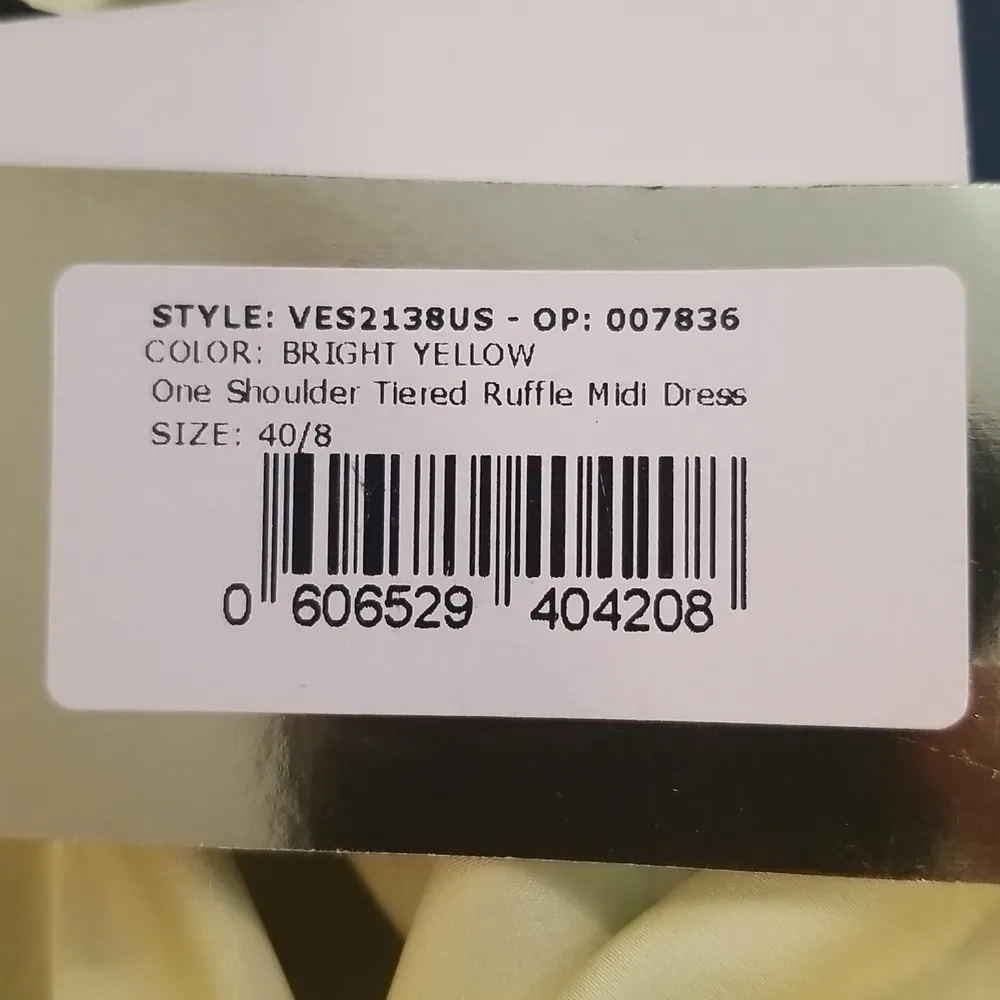 STYLE: VES2138US - OP: 007836
COLOR: BRIGHT YELLOW
One Shoulder Tiered Ruffle Midi Dress
SIZE: 40/8
0 606529 404208